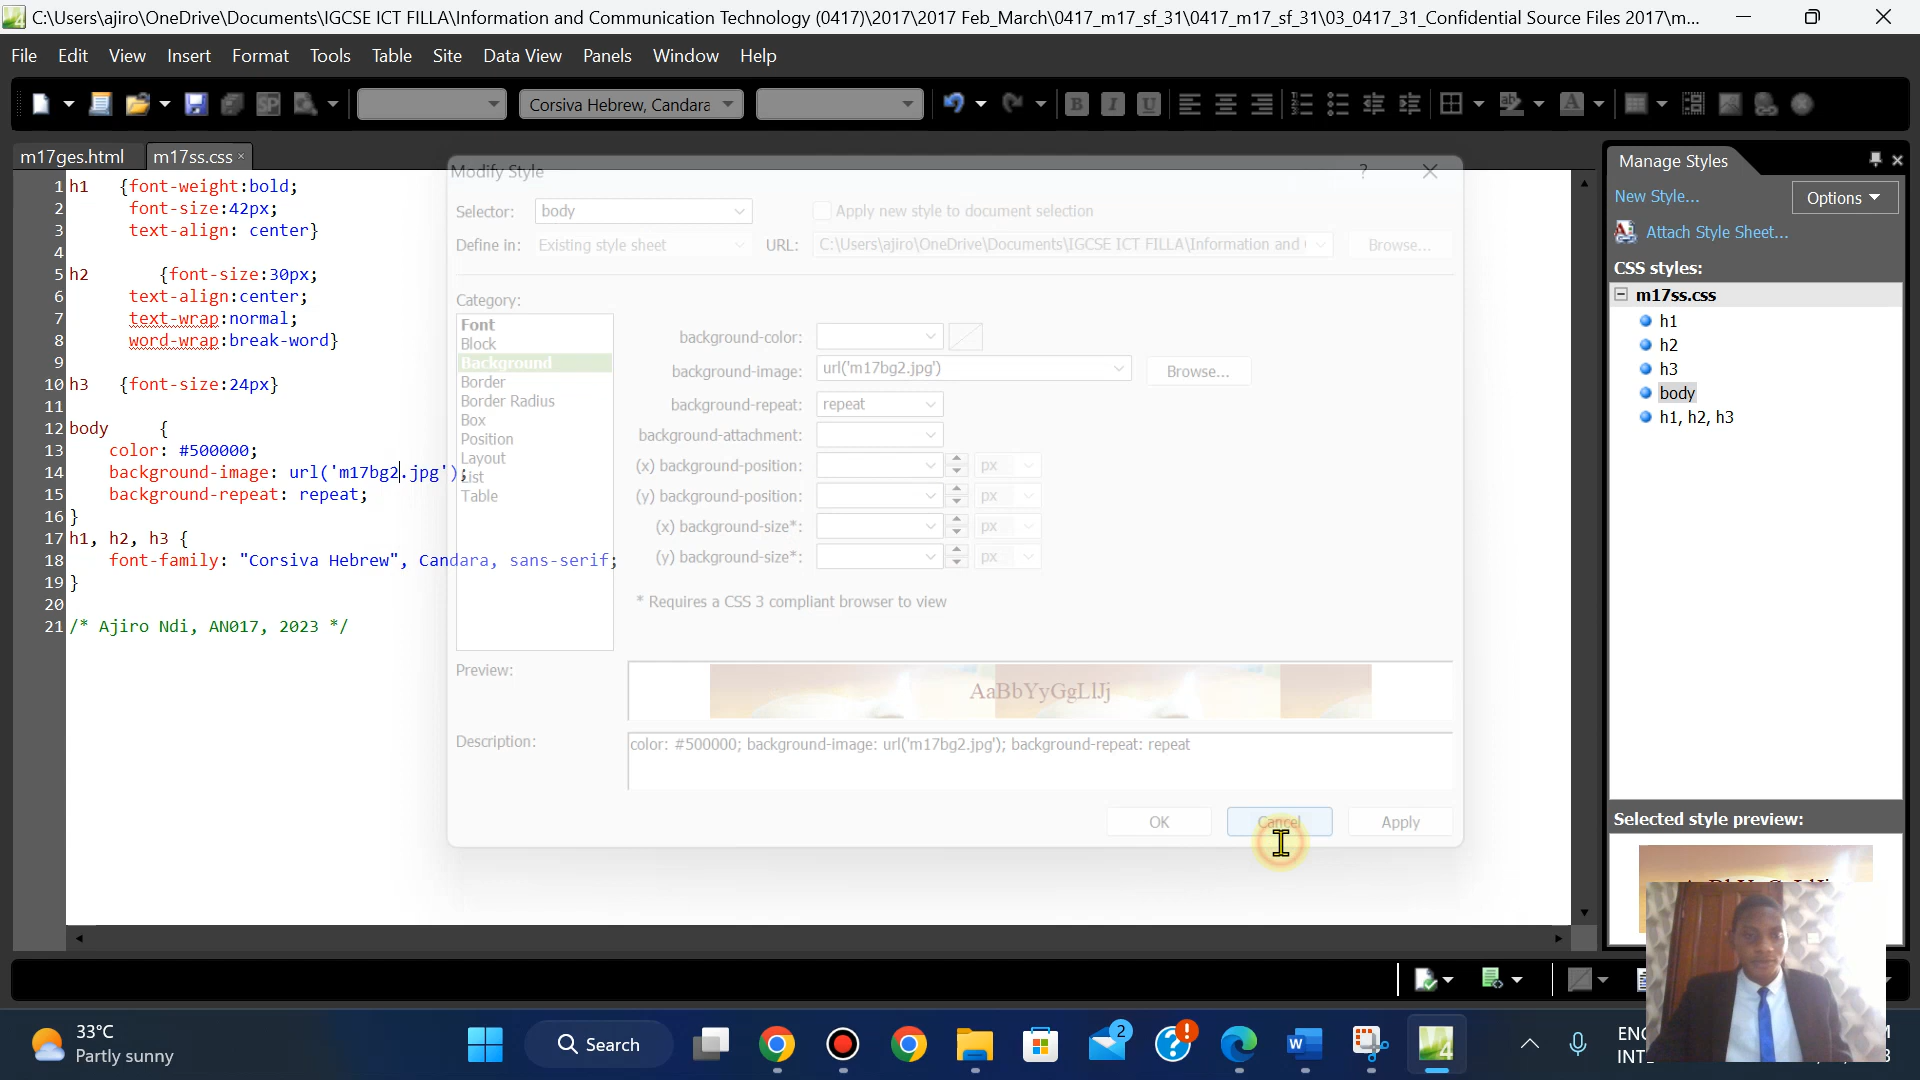 C:\Users\ajiro\OneDrive\Documents\IGCSE ICT FILLA\Information and Communication Technology (0417)\2017\2017 Feb_March\0417_m17_sf_31\0417_m17_sf_31\03_0417_31_Confidential Source Files 2017\m...
File Edit View Insert Format Tools Table Site Data View Panels Window Help
Corsiva Hebrew, Candara
m17ges.html m17ss.css ×
1 h1 {font-weight:bold;
2 font-size:42px;
3 text-align: center}
4
5 h2 {font-size:30px;
6 text-align:center;
7 text-wrap:normal;
8 word-wrap:break-word}
9
10 h3 {font-size:24px}
11
12 body {
13 color: #500000;
14 background-image: url('m17bg2.jpg');
15 background-repeat: repeat;
16 }
17 h1, h2, h3 {
18 font-family: "Corsiva Hebrew", Candara, sans-serif;
19 }
20
21 /* Ajiro Ndi, AN017, 2023 */
Modify Style ?
Selector: body Apply new style to document selection
Define in: Existing style sheet URL: C:\Users\ajiro\OneDrive\Documents\IGCSE ICT FILLA\Information and Browse...
Category:
Font
Block
Background
Border
Border Radius
Box
Position
Layout
List
Table
background-color:
background-image: url('m17bg2.jpg') Browse...
background-repeat: repeat
background-attachment:
(x) background-position: px
(y) background-position: px
(x) background-size*: px
(y) background-size*: px
* Requires a CSS 3 compliant browser to view
Preview: AaBbYyGgLlJj
Description: color: #500000; background-image: url('m17bg2.jpg'); background-repeat: repeat
OK Cancel Apply
Manage Styles
New Style... Options
Attach Style Sheet...
CSS styles:
m17ss.css
h1
h2
h3
body
h1, h2, h3
Selected style preview:
33°C
Partly sunny
Search
2
ENG
INT